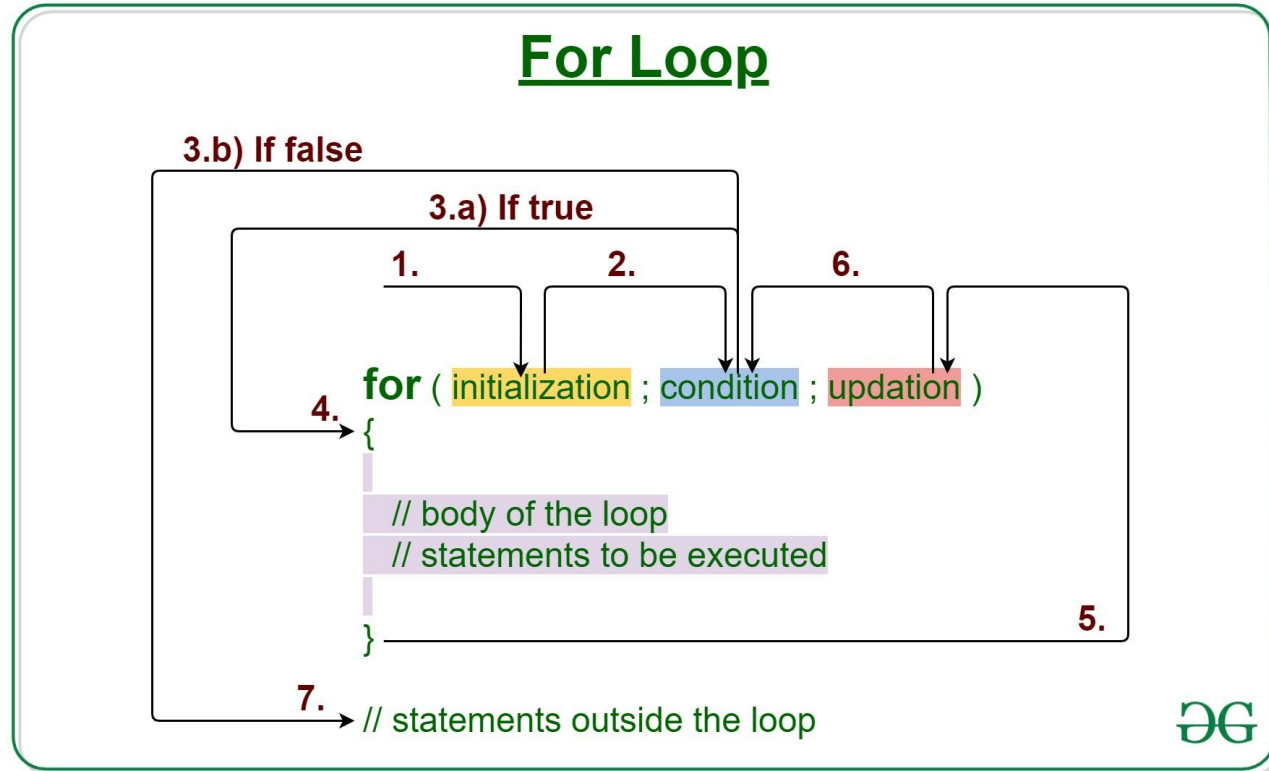 For Loop
3.b) If false
3.a) If true
1. 2. 6.
for ( initialization ; condition ; updation )
4.
{
// body of the loop
// statements to be executed
5.
}
7.
// statements outside the loop